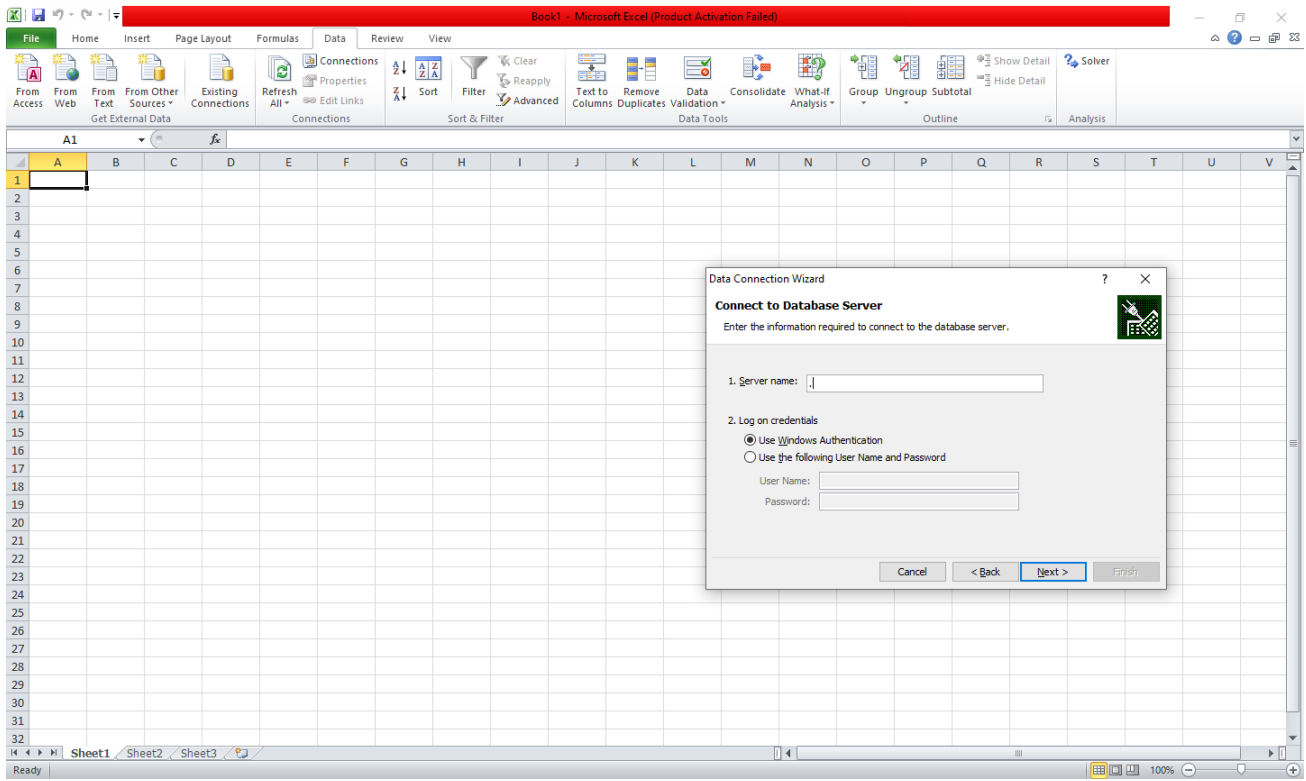 Book1 - Microsoft Excel (Product Activation Failed)
File Home Insert Page Layout Formulas Data Review View
From Access
From Web
From Text
From Other Sources
Existing Connections
Get External Data
Refresh All
Connections
Properties
Edit Links
Connections
Sort
Filter
Clear
Reapply
Advanced
Sort & Filter
Text to Columns
Remove Duplicates
Data Validation
Consolidate
What-If Analysis
Data Tools
Group
Ungroup
Subtotal
Show Detail
Hide Detail
Outline
Solver
Analysis
A1 fx
A B C D E F G H I J K L M N O P Q R S T U V
1
2
3
4
5
6
7
8
9
10
11
12
13
14
15
16
17
18
19
20
21
22
23
24
25
26
27
28
29
30
31
32
Data Connection Wizard ?
Connect to Database Server
Enter the information required to connect to the database server.
1. Server name: .
2. Log on credentials
Use Windows Authentication
Use the following User Name and Password
User Name:
Password:
Cancel < Back Next > Finish
Sheet1 Sheet2 Sheet3
Ready 100%